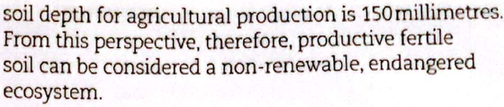 soil depth for agricultural production is 150 millimetres.
From this perspective, therefore, productive fertile
soil can be considered a non-renewable, endangered
ecosystem.